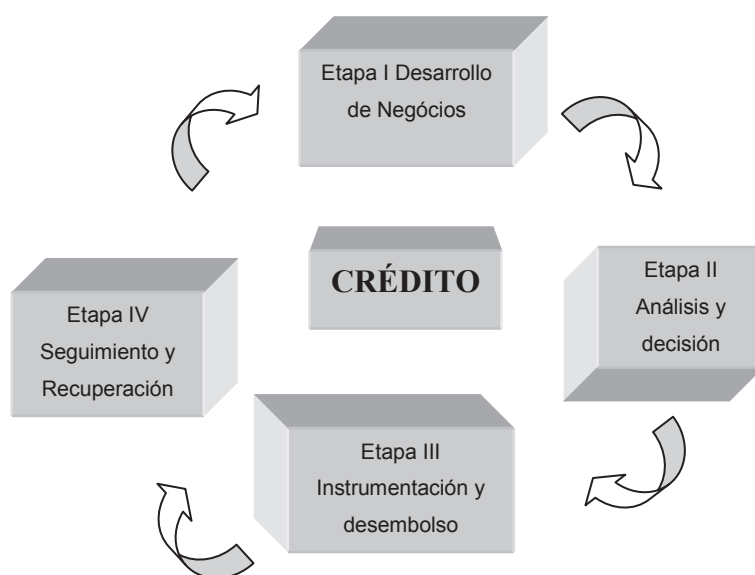 Etapa I Desarrollo
de Negócios
CRÉDITO
Etapa II
Análisis y
decisión
Etapa III
Instrumentación y
desembolso
Etapa IV
Seguimiento y
Recuperación